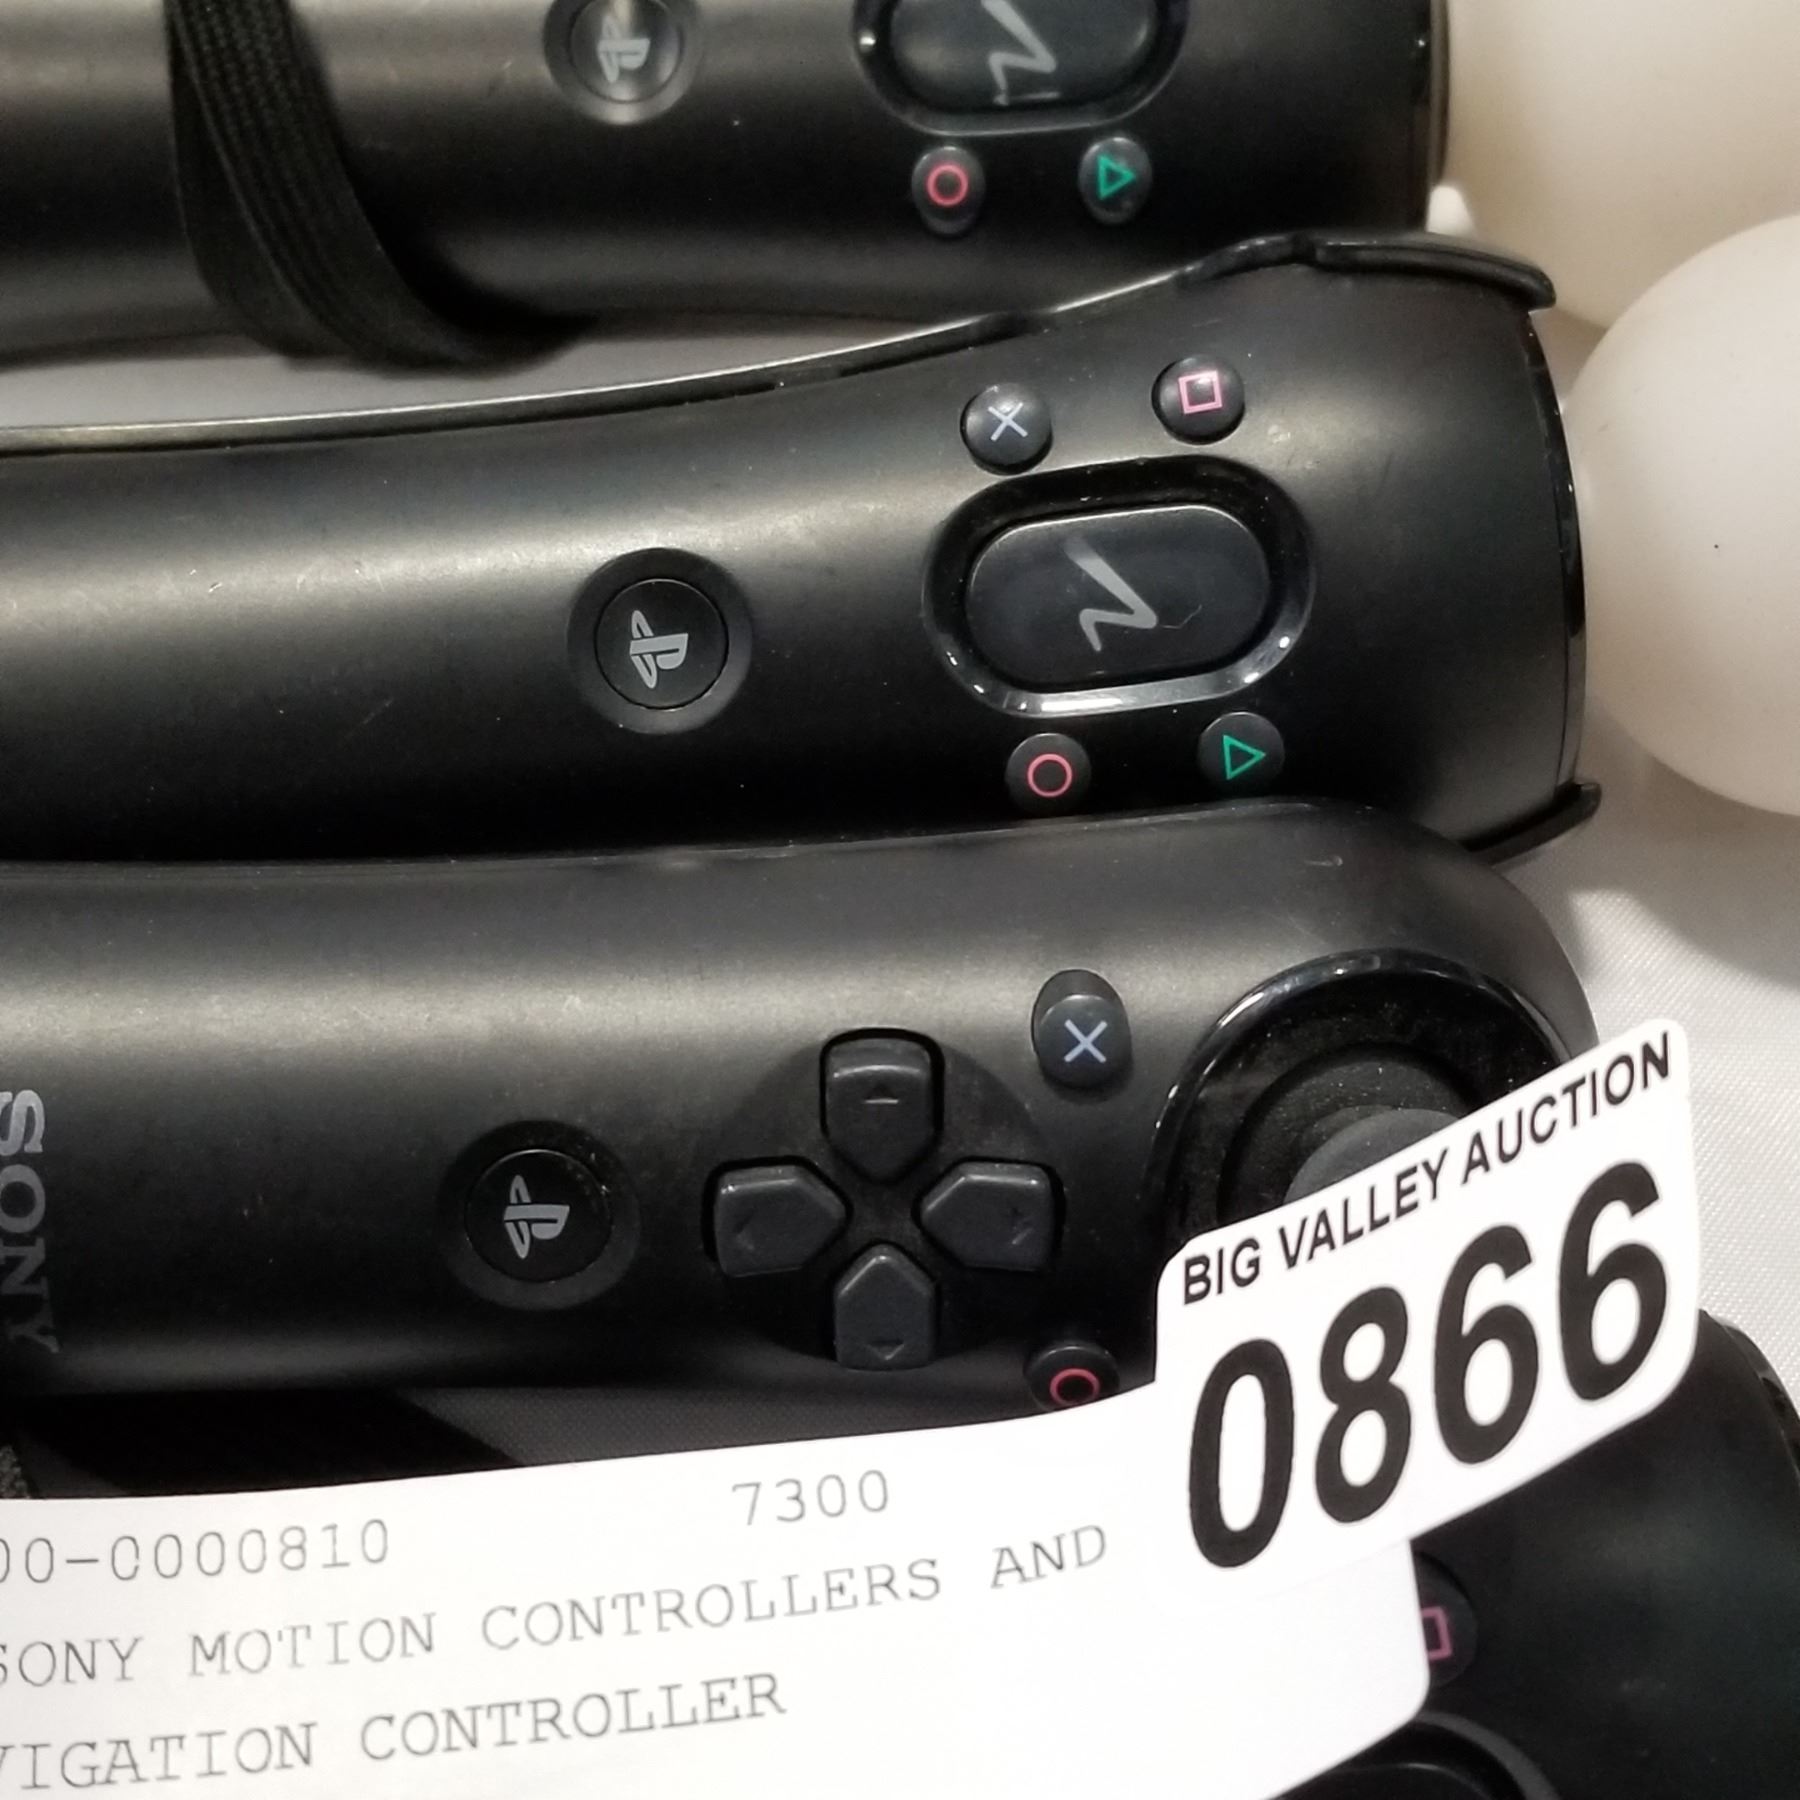 SONY
BIG VALLEY AUCTION
0866
00-0000810 7300
SONY MOTION CONTROLLERS AND
VIGATION CONTROLLER